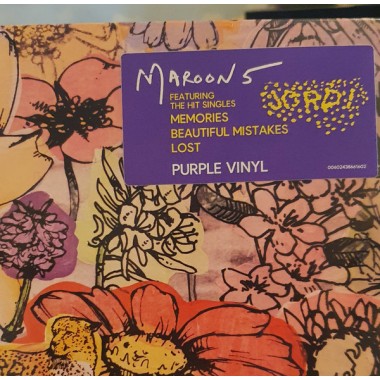 MAROON 5
JORDI
FEATURING
THE HIT SINGLES
MEMORIES
BEAUTIFUL MISTAKES
LOST
PURPLE VINYL